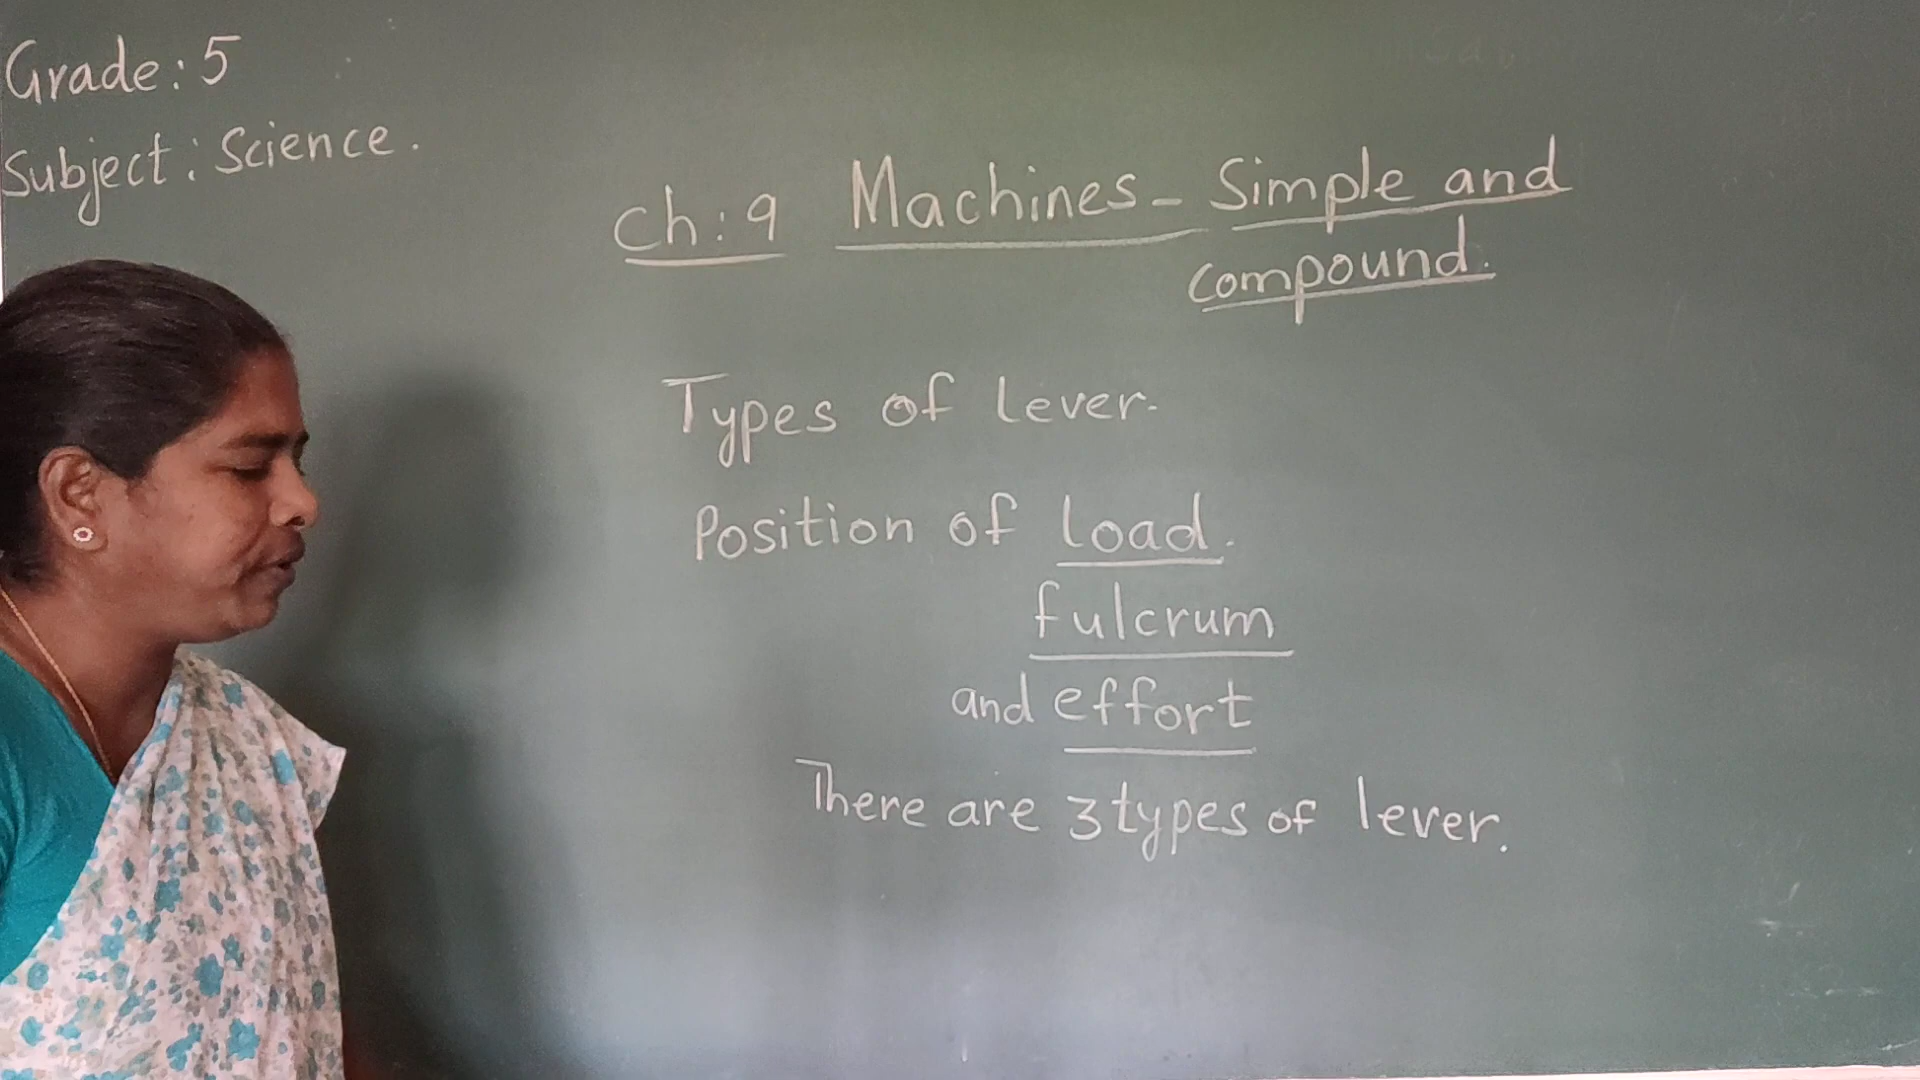 Grade: 5
Subject: Science.
Ch: 9 Machines - Simple and
compound.
Types of lever.
Position of load.
fulcrum
and effort
There are 3 types of lever.